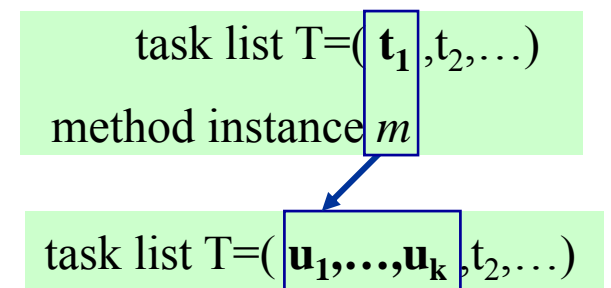 task list T=( t₁ ,t₂,…)
method instance m
task list T=( u₁,…,uₖ ,t₂,…)